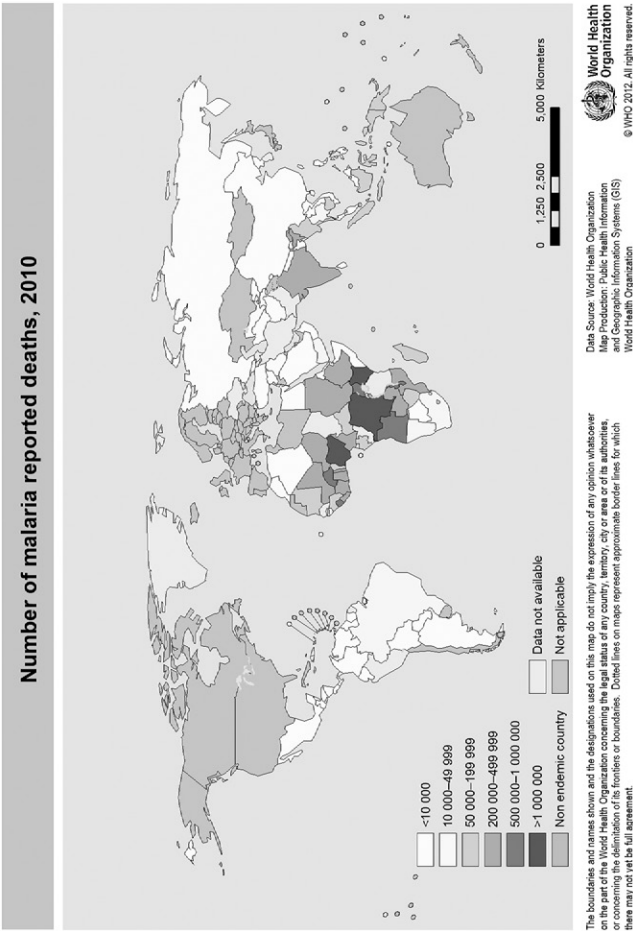 Number of malaria reported deaths, 2010
<10 000
10 000–49 999
50 000–199 999
200 000–499 999
500 000–1 000 000
>1 000 000
Non endemic country
Data not available
Not applicable
0 1,250 2,500 5,000 Kilometers
The boundaries and names shown and the designations used on this map do not imply the expression of any opinion whatsoever
on the part of the World Health Organization concerning the legal status of any country, territory, city or area or of its authorities,
or concerning the delimitation of its frontiers or boundaries. Dotted lines on maps represent approximate border lines for which
there may not yet be full agreement.
Data Source: World Health Organization
Map Production: Public Health Information
and Geographic Information Systems (GIS)
World Health Organization
World Health
Organization
© WHO 2012. All rights reserved.